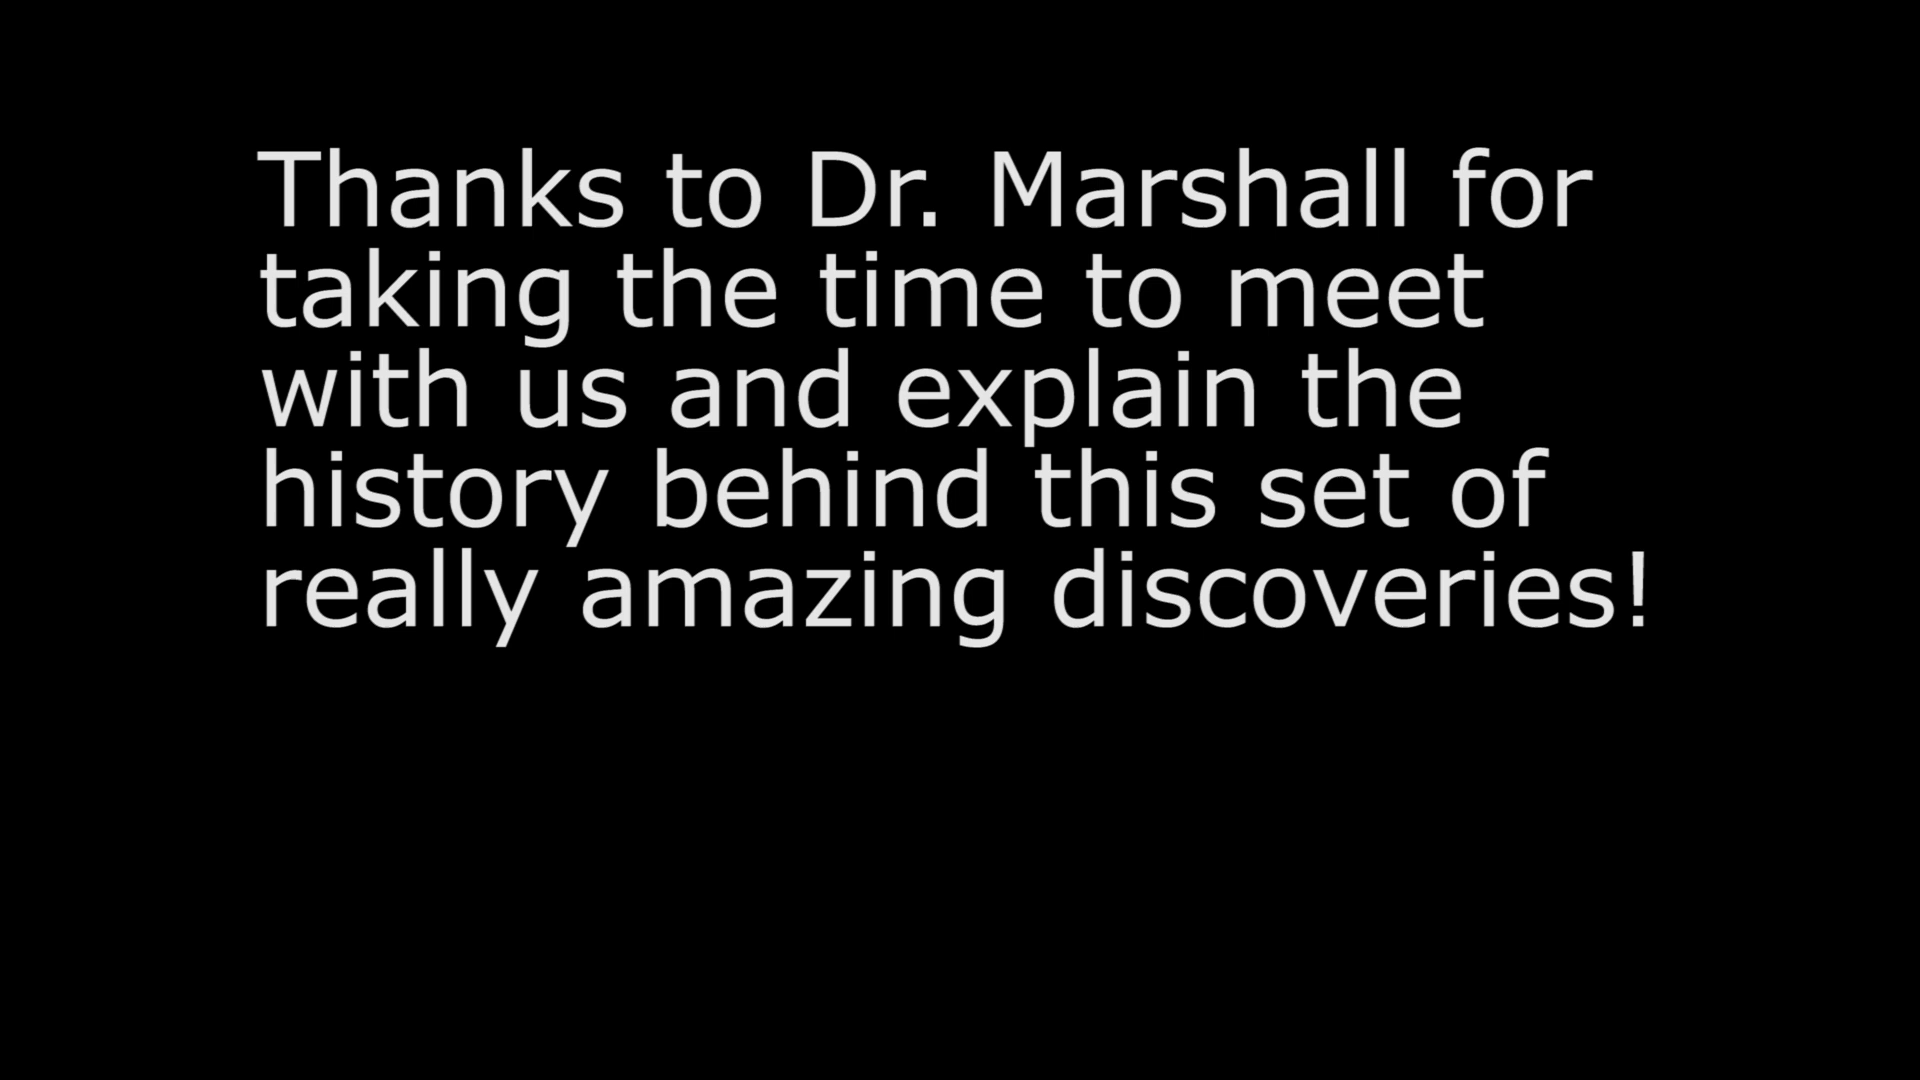 Thanks to Dr. Marshall for
taking the time to meet
with us and explain the
history behind this set of
really amazing discoveries!